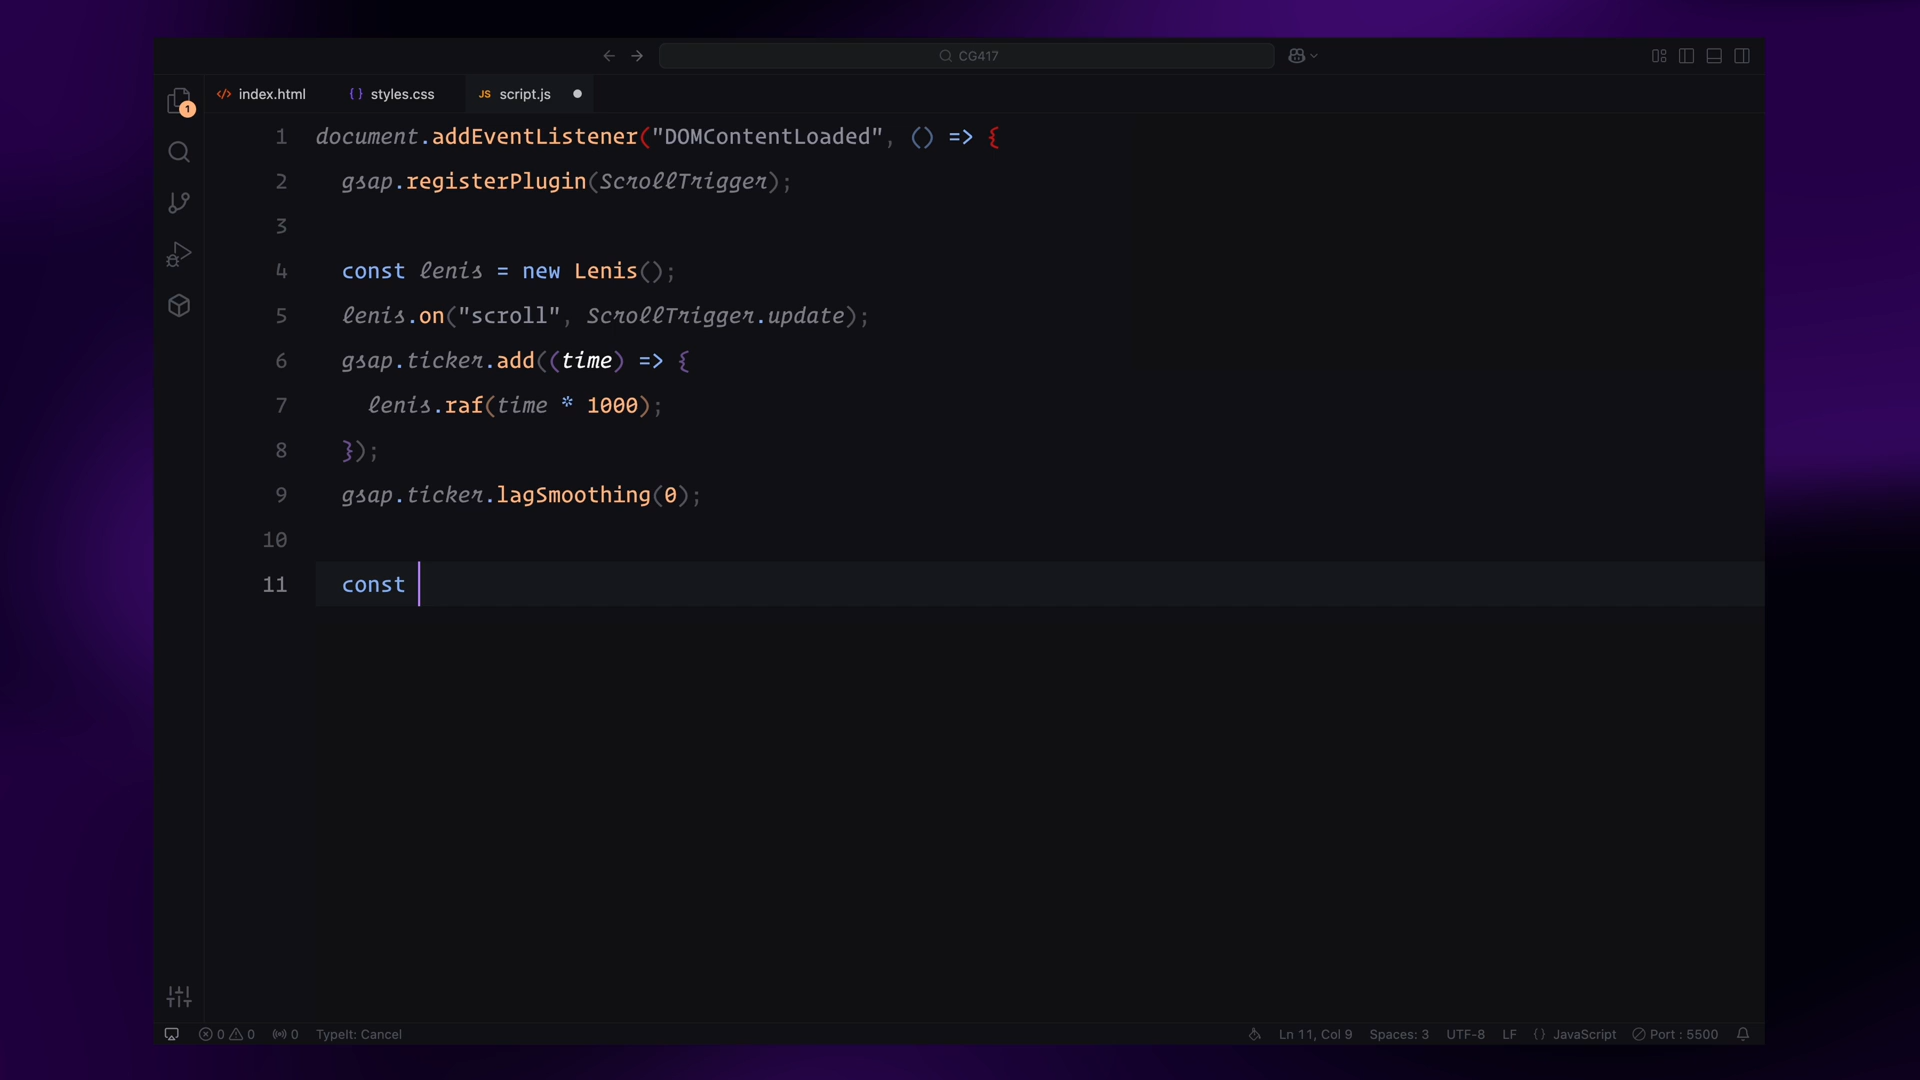 CG417
index.html
styles.css
JS script.js
1
1 document.addEventListener("DOMContentLoaded", () => {
2 gsap.registerPlugin(ScrollTrigger);
3
4 const lenis = new Lenis();
5 lenis.on("scroll", ScrollTrigger.update);
6 gsap.ticker.add((time) => {
7 lenis.raf(time * 1000);
8 });
9 gsap.ticker.lagSmoothing(0);
10
11 const
0 0 0 TypeIt: Cancel Ln 11, Col 9 Spaces: 3 UTF-8 LF {} JavaScript Port : 5500